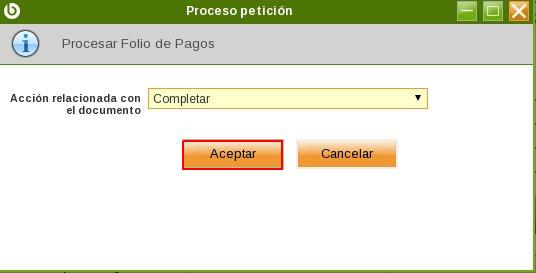 Proceso petición
Procesar Folio de Pagos
Acción relacionada con
el documento
Completar
Aceptar
Cancelar